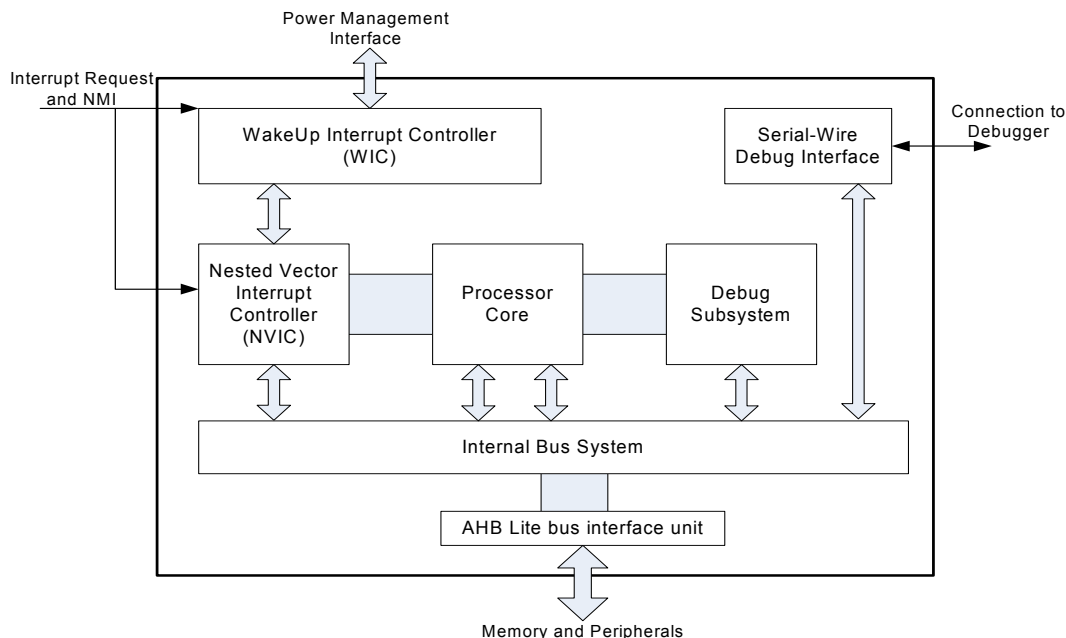 Power Management
Interface
Interrupt Request
and NMI
WakeUp Interrupt Controller
(WIC)
Serial-Wire
Debug Interface
Connection to
Debugger
Nested Vector
Interrupt
Controller
(NVIC)
Processor
Core
Debug
Subsystem
Internal Bus System
AHB Lite bus interface unit
Memory and Peripherals